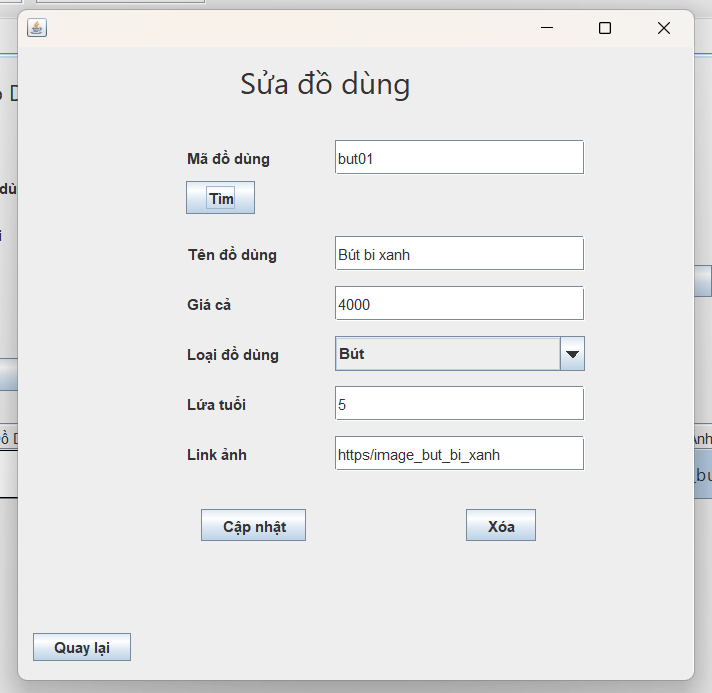 Sửa đồ dùng
Mã đồ dùng but01
Tìm
Tên đồ dùng Bút bi xanh
Giá cả 4000
Loại đồ dùng Bút
Lứa tuổi 5
Link ảnh https/image_but_bi_xanh
Cập nhật Xóa
Quay lại